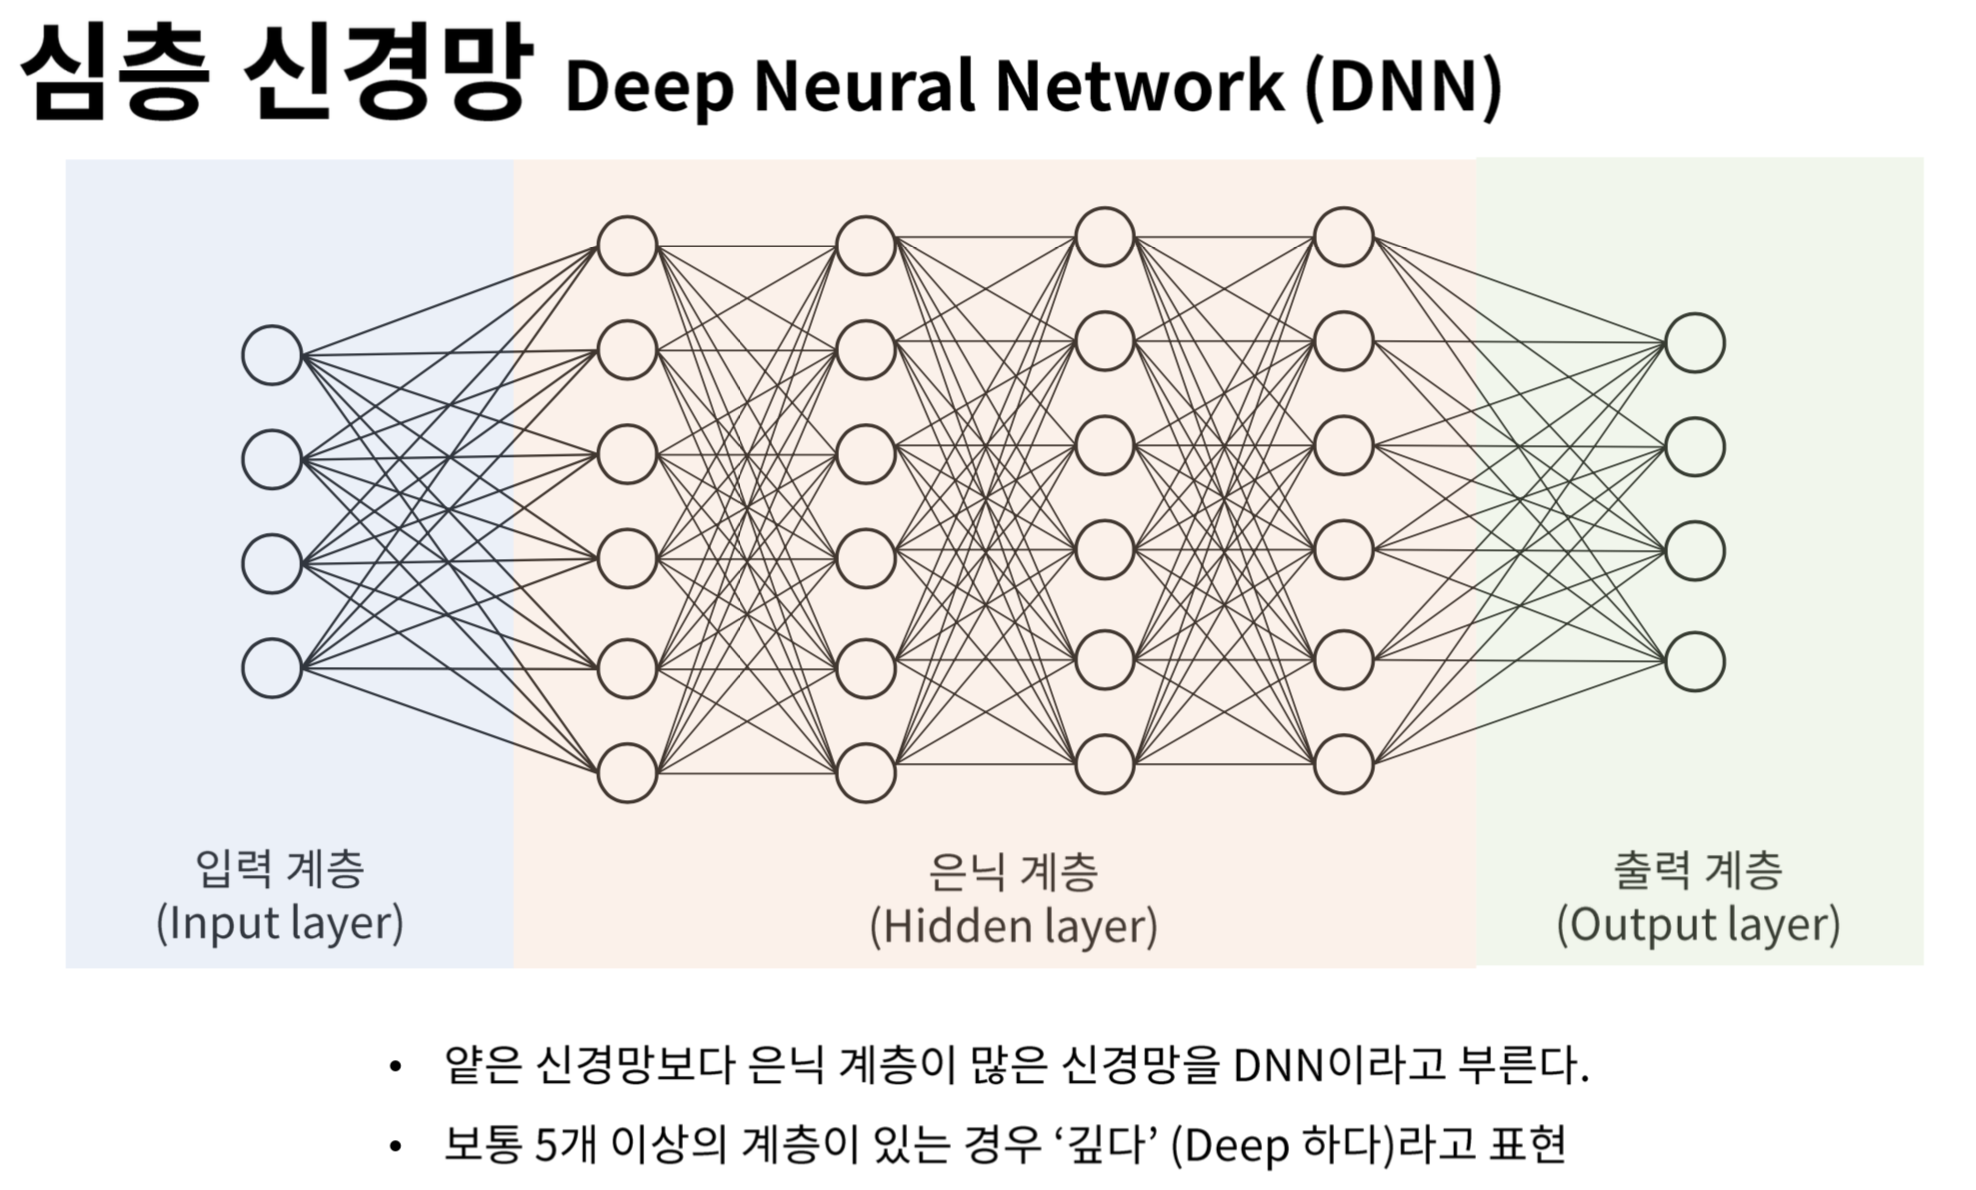 심층 신경망 Deep Neural Network (DNN)
입력 계층
(Input layer)
은닉 계층
(Hidden layer)
출력 계층
(Output layer)
• 얕은 신경망보다 은닉 계층이 많은 신경망을 DNN이라고 부른다.
• 보통 5개 이상의 계층이 있는 경우 ‘깊다’ (Deep 하다)라고 표현